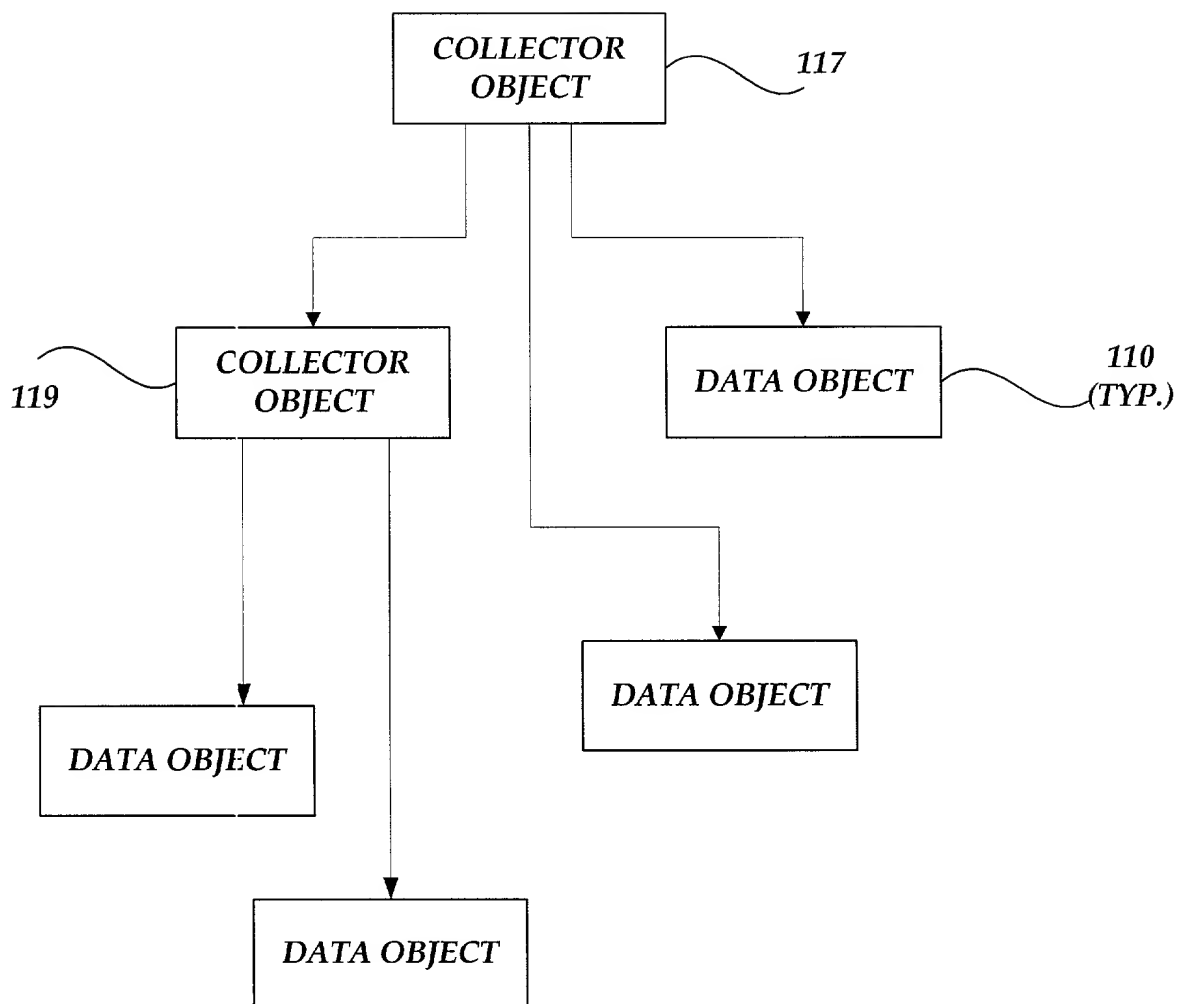 COLLECTOR
OBJECT
117
COLLECTOR
OBJECT
119
DATA OBJECT
110
(TYP.)
DATA OBJECT
DATA OBJECT
DATA OBJECT